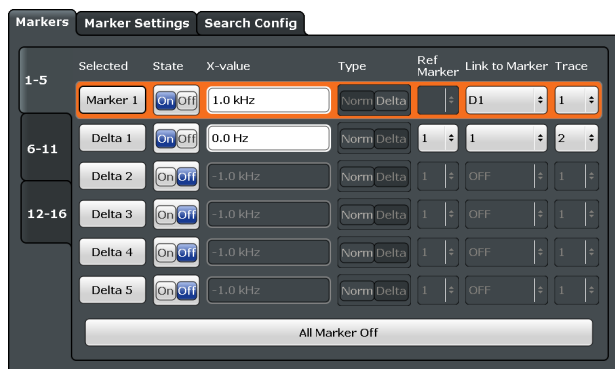 Markers Marker Settings Search Config
1-5
6-11
12-16
Selected State X-value Type Ref Marker Link to Marker Trace
Marker 1 On Off 1.0 kHz Norm Delta D1 1
Delta 1 On Off 0.0 Hz Norm Delta 1 1 2
Delta 2 On Off -1.0 kHz Norm Delta 1 OFF 1
Delta 3 On Off -1.0 kHz Norm Delta 1 OFF 1
Delta 4 On Off -1.0 kHz Norm Delta 1 OFF 1
Delta 5 On Off -1.0 kHz Norm Delta 1 OFF 1
All Marker Off